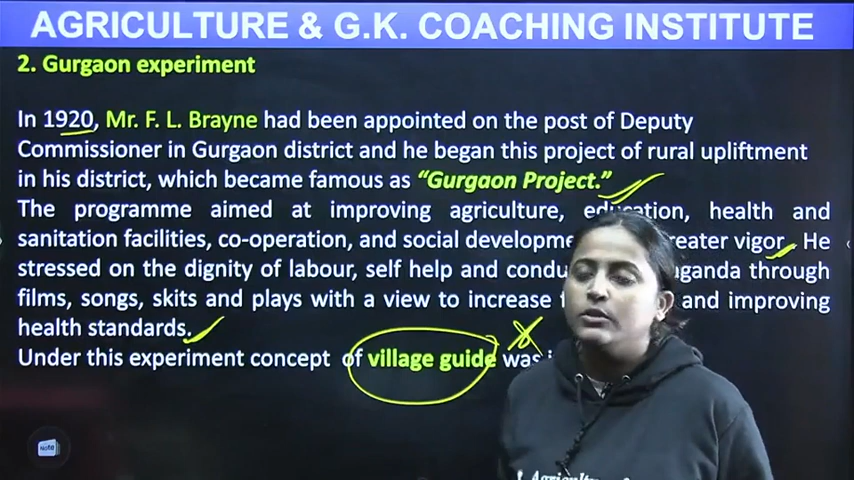 AGRICULTURE & G.K. COACHING INSTITUTE
2. Gurgaon experiment
In 1920, Mr. F. L. Brayne had been appointed on the post of Deputy
Commissioner in Gurgaon district and he began this project of rural upliftment
in his district, which became famous as “Gurgaon Project.”
The programme aimed at improving agriculture, education, health and
sanitation facilities, co-operation, and social vigor. He
stressed on the dignity of labour, self help and through
films, songs, skits and plays with a view to increase and improving
health standards.
Under this experiment concept of village guide was
Note